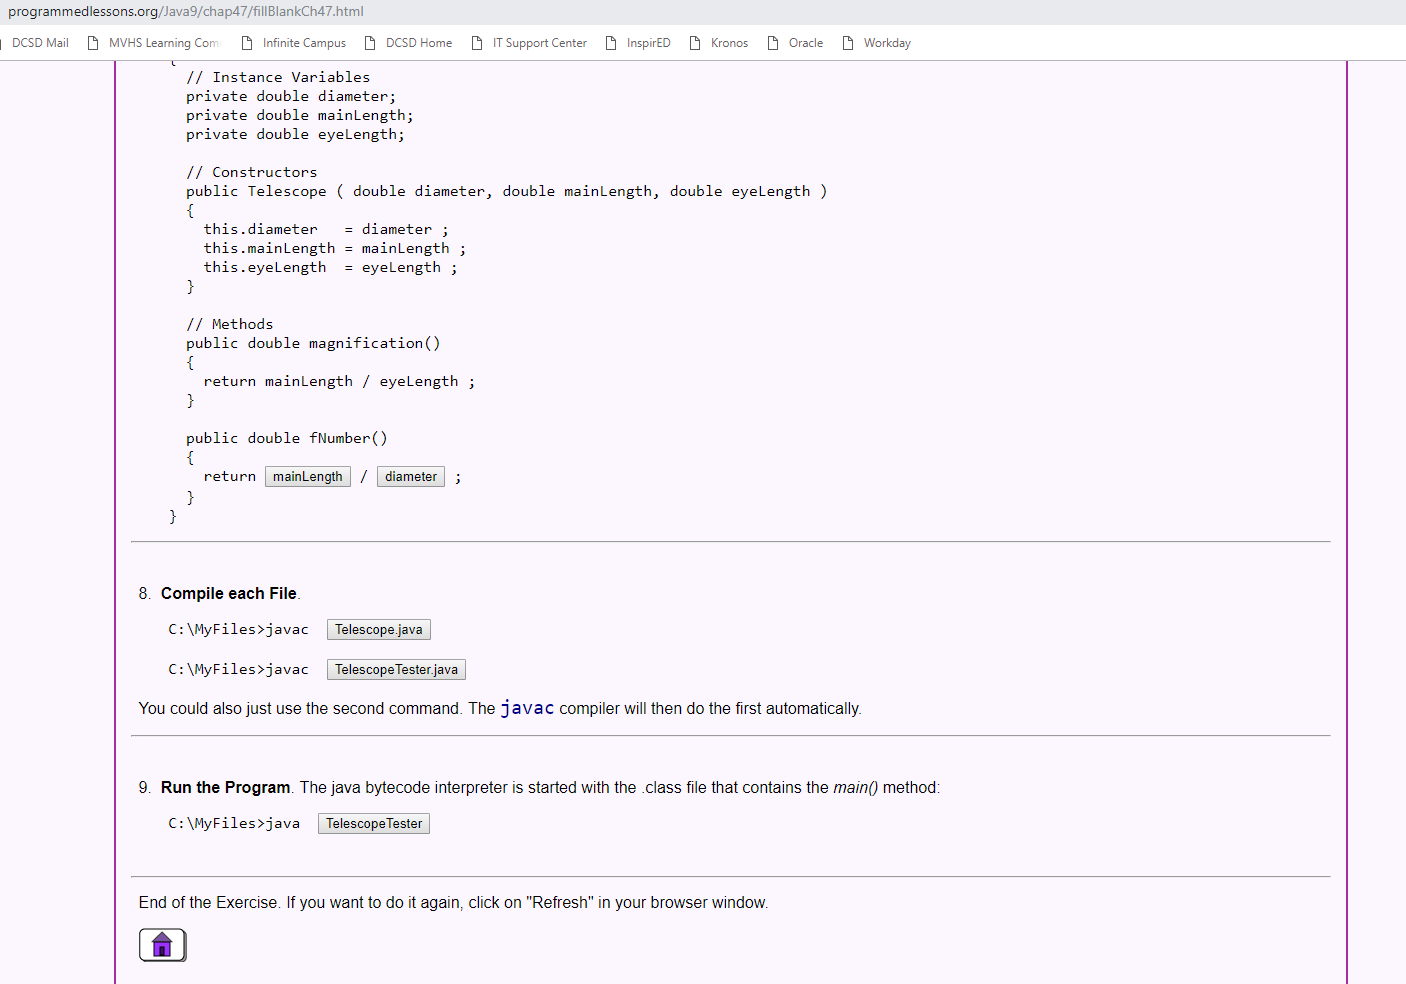 programmedlessons.org/Java9/chap47/fillBlankCh47.html
DCSD Mail MVHS Learning Com Infinite Campus DCSD Home IT Support Center InspirED Kronos Oracle Workday
{
// Instance Variables
private double diameter;
private double mainLength;
private double eyeLength;
// Constructors
public Telescope ( double diameter, double mainLength, double eyeLength )
{
this.diameter   = diameter ;
this.mainLength = mainLength ;
this.eyeLength  = eyeLength ;
}
// Methods
public double magnification()
{
return mainLength / eyeLength ;
}
public double fNumber()
{
return mainLength / diameter ;
}
}
8. Compile each File.
C:\MyFiles>javac Telescope.java
C:\MyFiles>javac TelescopeTester.java
You could also just use the second command. The javac compiler will then do the first automatically.
9. Run the Program. The java bytecode interpreter is started with the .class file that contains the main() method:
C:\MyFiles>java TelescopeTester
End of the Exercise. If you want to do it again, click on "Refresh" in your browser window.